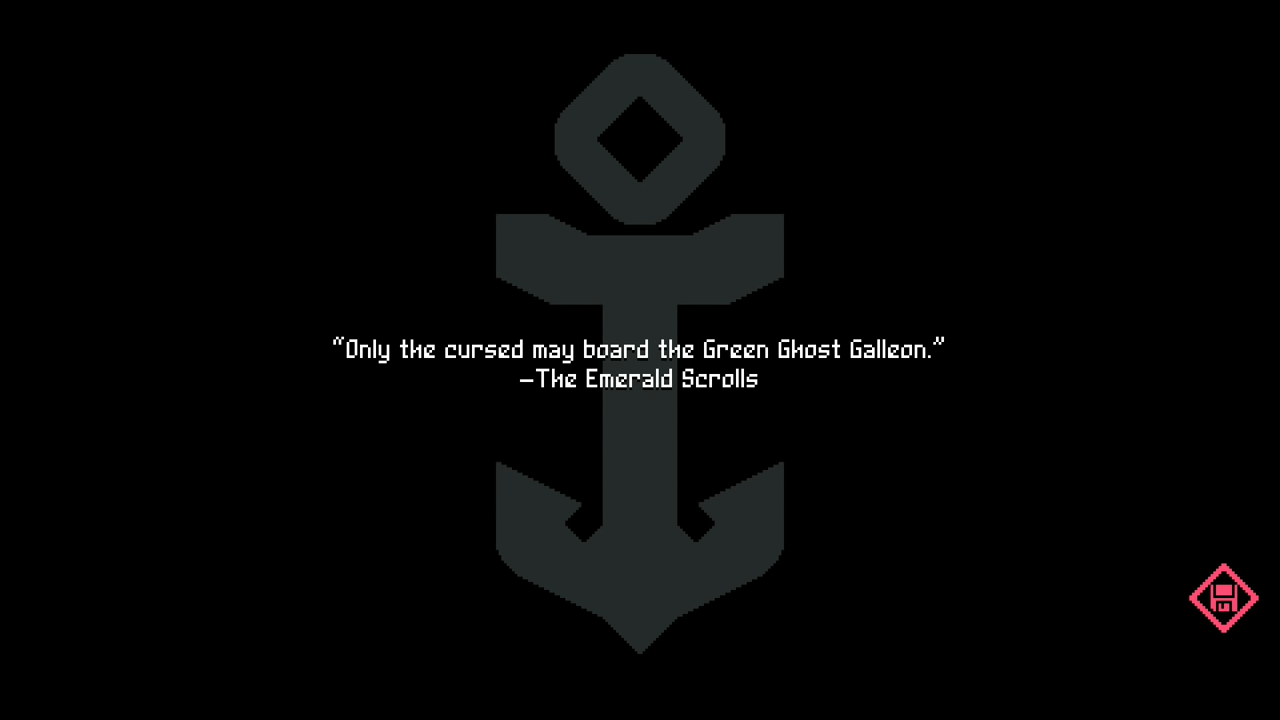 “Only the cursed may board the Green Ghost Galleon.”
—The Emerald Scrolls